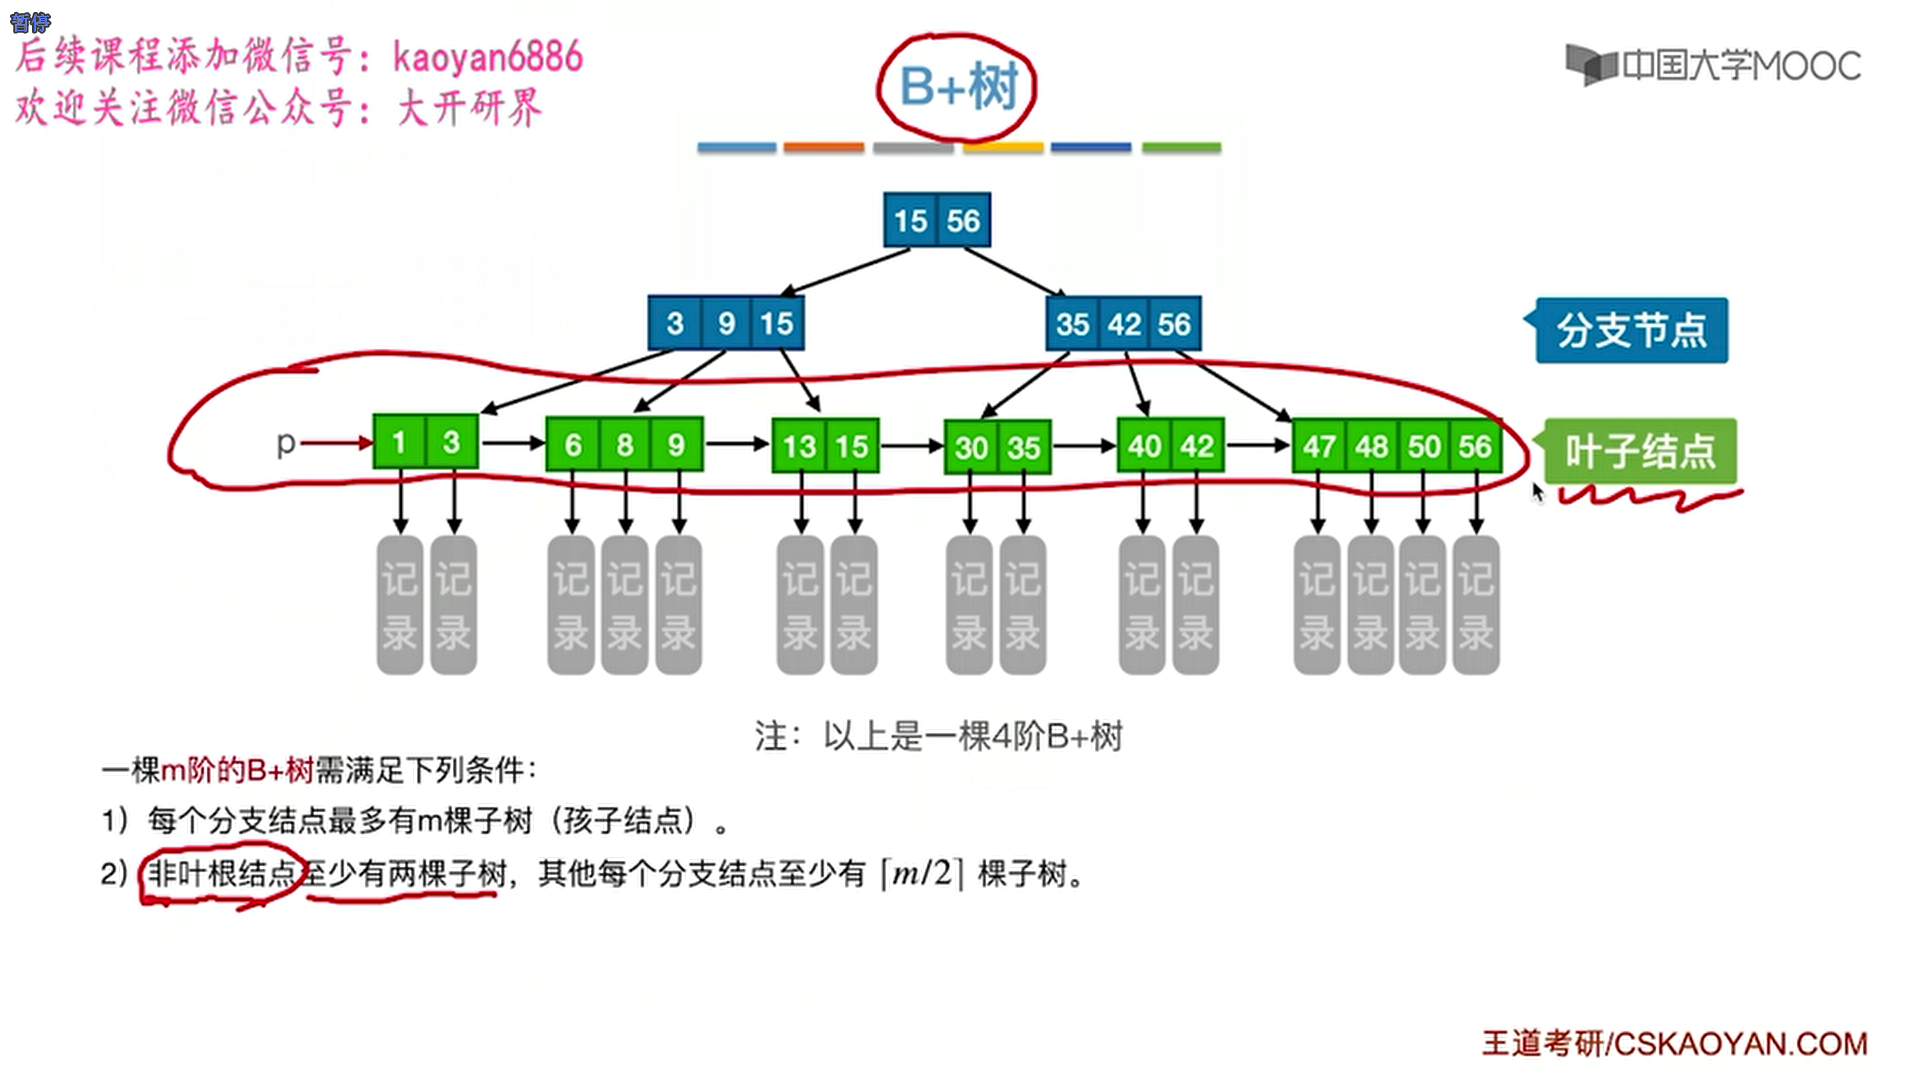 暂停
后续课程添加微信号：kaoyan6886
欢迎关注微信公众号：大开研界
B+树
中国大学MOOC
15 56
3 9 15 35 42 56
分支节点
p 1 3 6 8 9 13 15 30 35 40 42 47 48 50 56
叶子结点
记录 记录 记录 记录 记录 记录 记录 记录 记录 记录 记录 记录 记录 记录 记录
注：以上是一棵4阶B+树
一棵m阶的B+树需满足下列条件：
1）每个分支结点最多有m棵子树（孩子结点）。
2）非叶根结点至少有两棵子树，其他每个分支结点至少有 ⌈m/2⌉ 棵子树。
王道考研/CSKAOYAN.COM